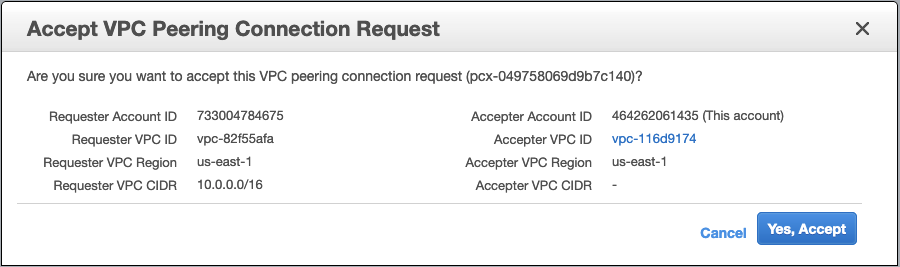 Accept VPC Peering Connection Request
Are you sure you want to accept this VPC peering connection request (pcx-049758069d9b7c140)?
Requester Account ID 733004784675 Accepter Account ID 464262061435 (This account)
Requester VPC ID vpc-82f55afa Accepter VPC ID vpc-116d9174
Requester VPC Region us-east-1 Accepter VPC Region us-east-1
Requester VPC CIDR 10.0.0.0/16 Accepter VPC CIDR -
Cancel Yes, Accept